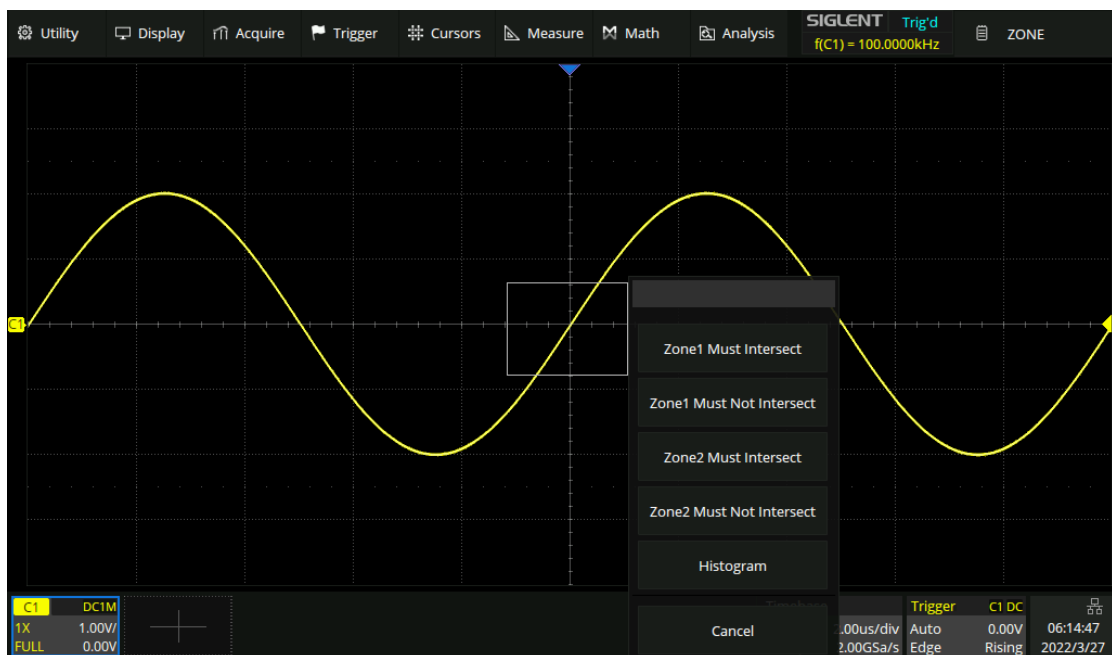 Utility Display Acquire Trigger Cursors Measure Math Analysis SIGLENT Trig'd ZONE
f(C1) = 100.0000kHz
C1
Zone1 Must Intersect
Zone1 Must Not Intersect
Zone2 Must Intersect
Zone2 Must Not Intersect
Histogram
Cancel
C1 DC1M
1X 1.00V/
FULL 0.00V
.00us/div
2.00GSa/s
Trigger C1 DC
Auto 0.00V
Edge Rising
06:14:47
2022/3/27